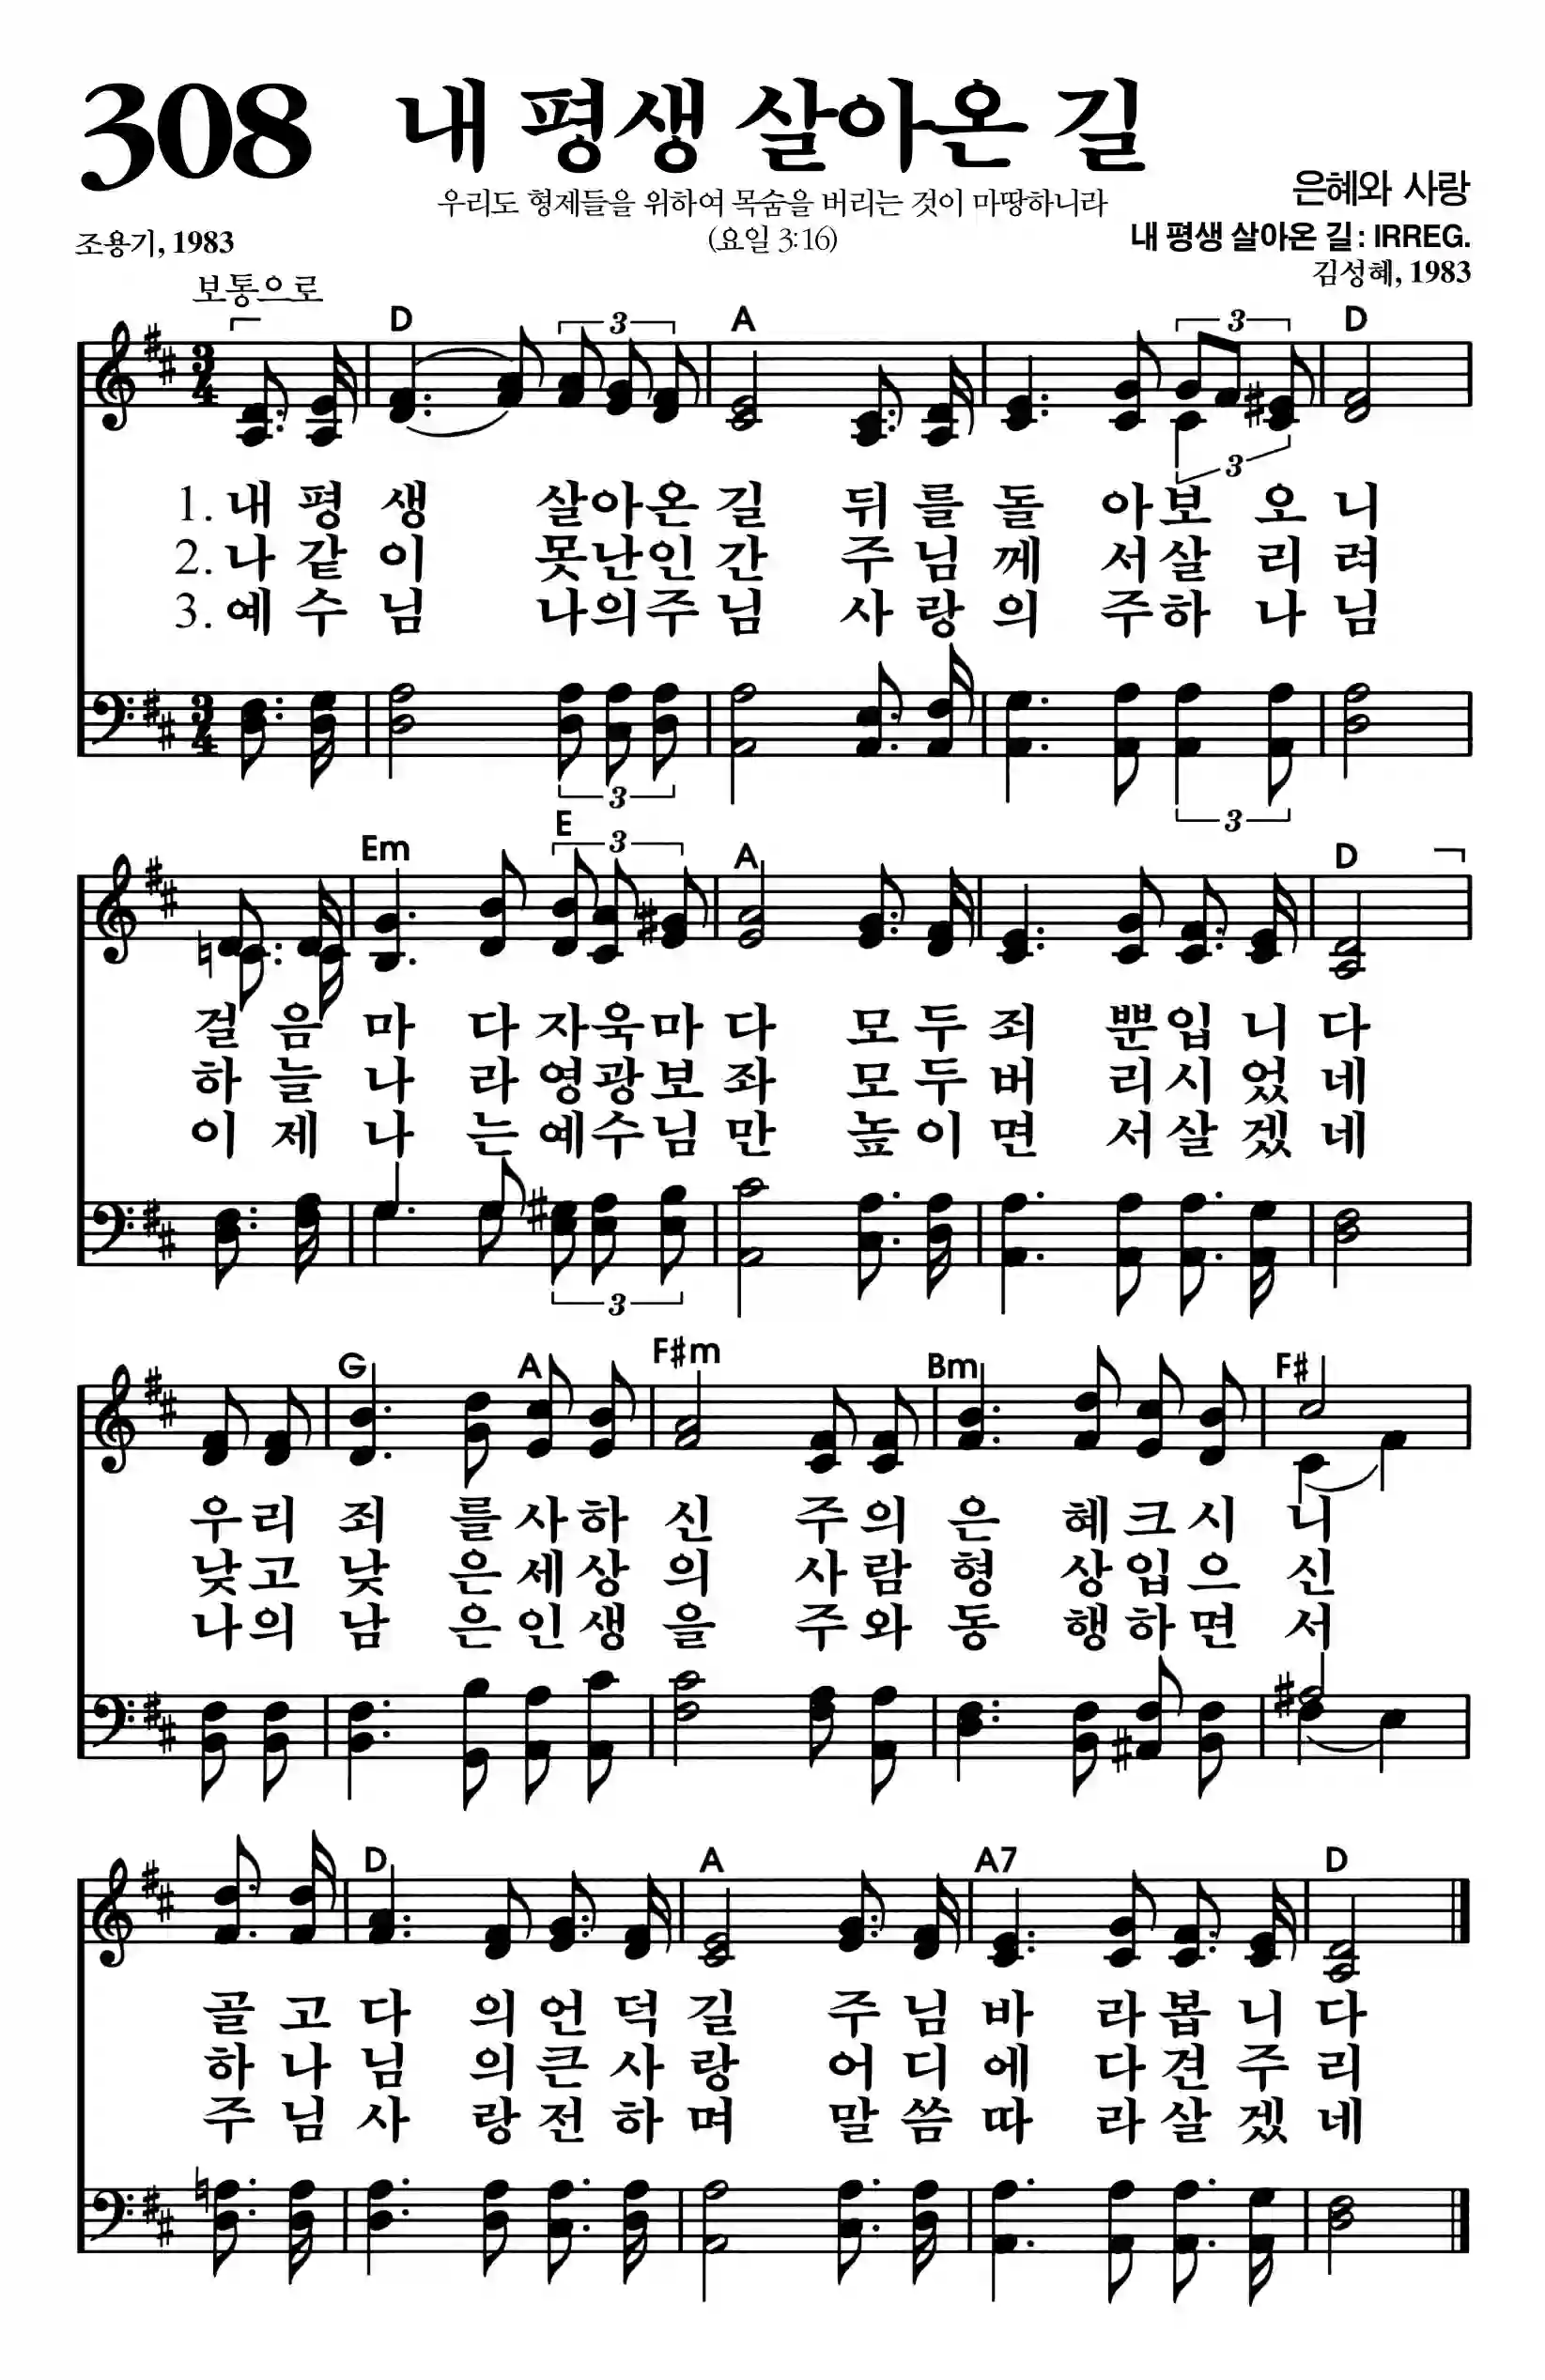 308 내 평생 살아온 길
우리도 형제들을 위하여 목숨을 버리는 것이 마땅하니라
(요일 3:16)
은혜와 사랑
내 평생 살아온 길: IRREG.
조용기, 1983
김성혜, 1983
보통으로
3 3
D A D
3
1. 내 평 생 살아온 길 뒤 를 돌 아보 오 니
2. 나 같 이 못난인 간 주 님 께 서살 리 려
3. 예 수 님 나의주 님 사 랑 의 주하 나 님
3 3
Em E 3 A D
걸 음 마 다 자욱마 다 모 두 죄 뿐입 니 다
하 늘 나 라 영광보 좌 모 두 버 리시 었 네
이 제 나 는 예수님 만 높 이 면 서살 겠 네
3
G A F#m Bm F#
우리 죄 를사하 신 주의 은 혜크시 니
낮고 낮 은세상 의 사람 형 상입으 신
나의 남 은인생 을 주와 동 행하면 서
D A A7 D
골 고 다 의 언 덕 길 주 님 바 라봅 니 다
하 나 님 의 큰 사 랑 어 디 에 다견 주 리
주 님 사 랑 전 하 며 말 씀 따 라살 겠 네